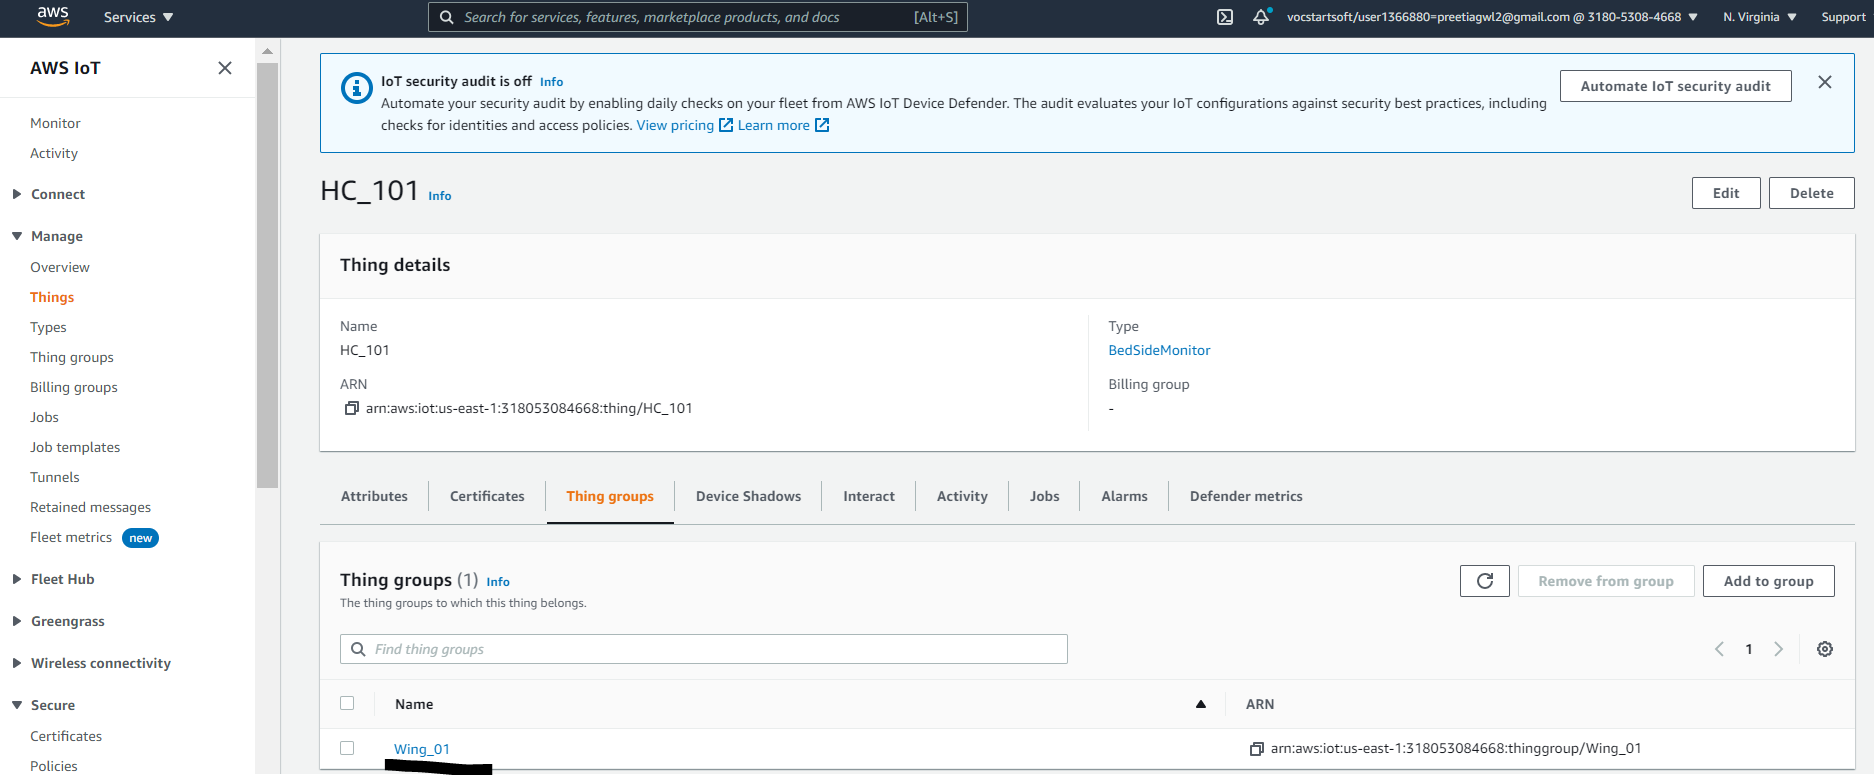 aws Services Search for services, features, marketplace products, and docs [Alt+S] vocstartsoft/user1366880=preetiagwl2@gmail.com @ 3180-5308-4668 N. Virginia Support
AWS IoT
Monitor
Activity
Connect
Manage
Overview
Things
Types
Thing groups
Billing groups
Jobs
Job templates
Tunnels
Retained messages
Fleet metrics new
Fleet Hub
Greengrass
Wireless connectivity
Secure
Certificates
Policies
IoT security audit is off Info
Automate your security audit by enabling daily checks on your fleet from AWS IoT Device Defender. The audit evaluates your IoT configurations against security best practices, including
checks for identities and access policies. View pricing Learn more
Automate IoT security audit
HC_101 Info
Edit Delete
Thing details
Name
HC_101
ARN
arn:aws:iot:us-east-1:318053084668:thing/HC_101
Type
BedSideMonitor
Billing group
-
Attributes Certificates Thing groups Device Shadows Interact Activity Jobs Alarms Defender metrics
Thing groups (1) Info
The thing groups to which this thing belongs.
Remove from group Add to group
Find thing groups
1
Name ARN
Wing_01 arn:aws:iot:us-east-1:318053084668:thinggroup/Wing_01